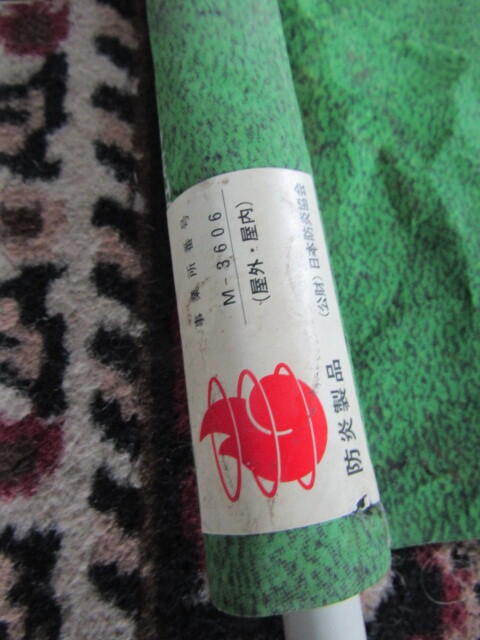 防炎製品
事業所番号
M-3606
(屋外・屋内)
(公財)日本防炎協会